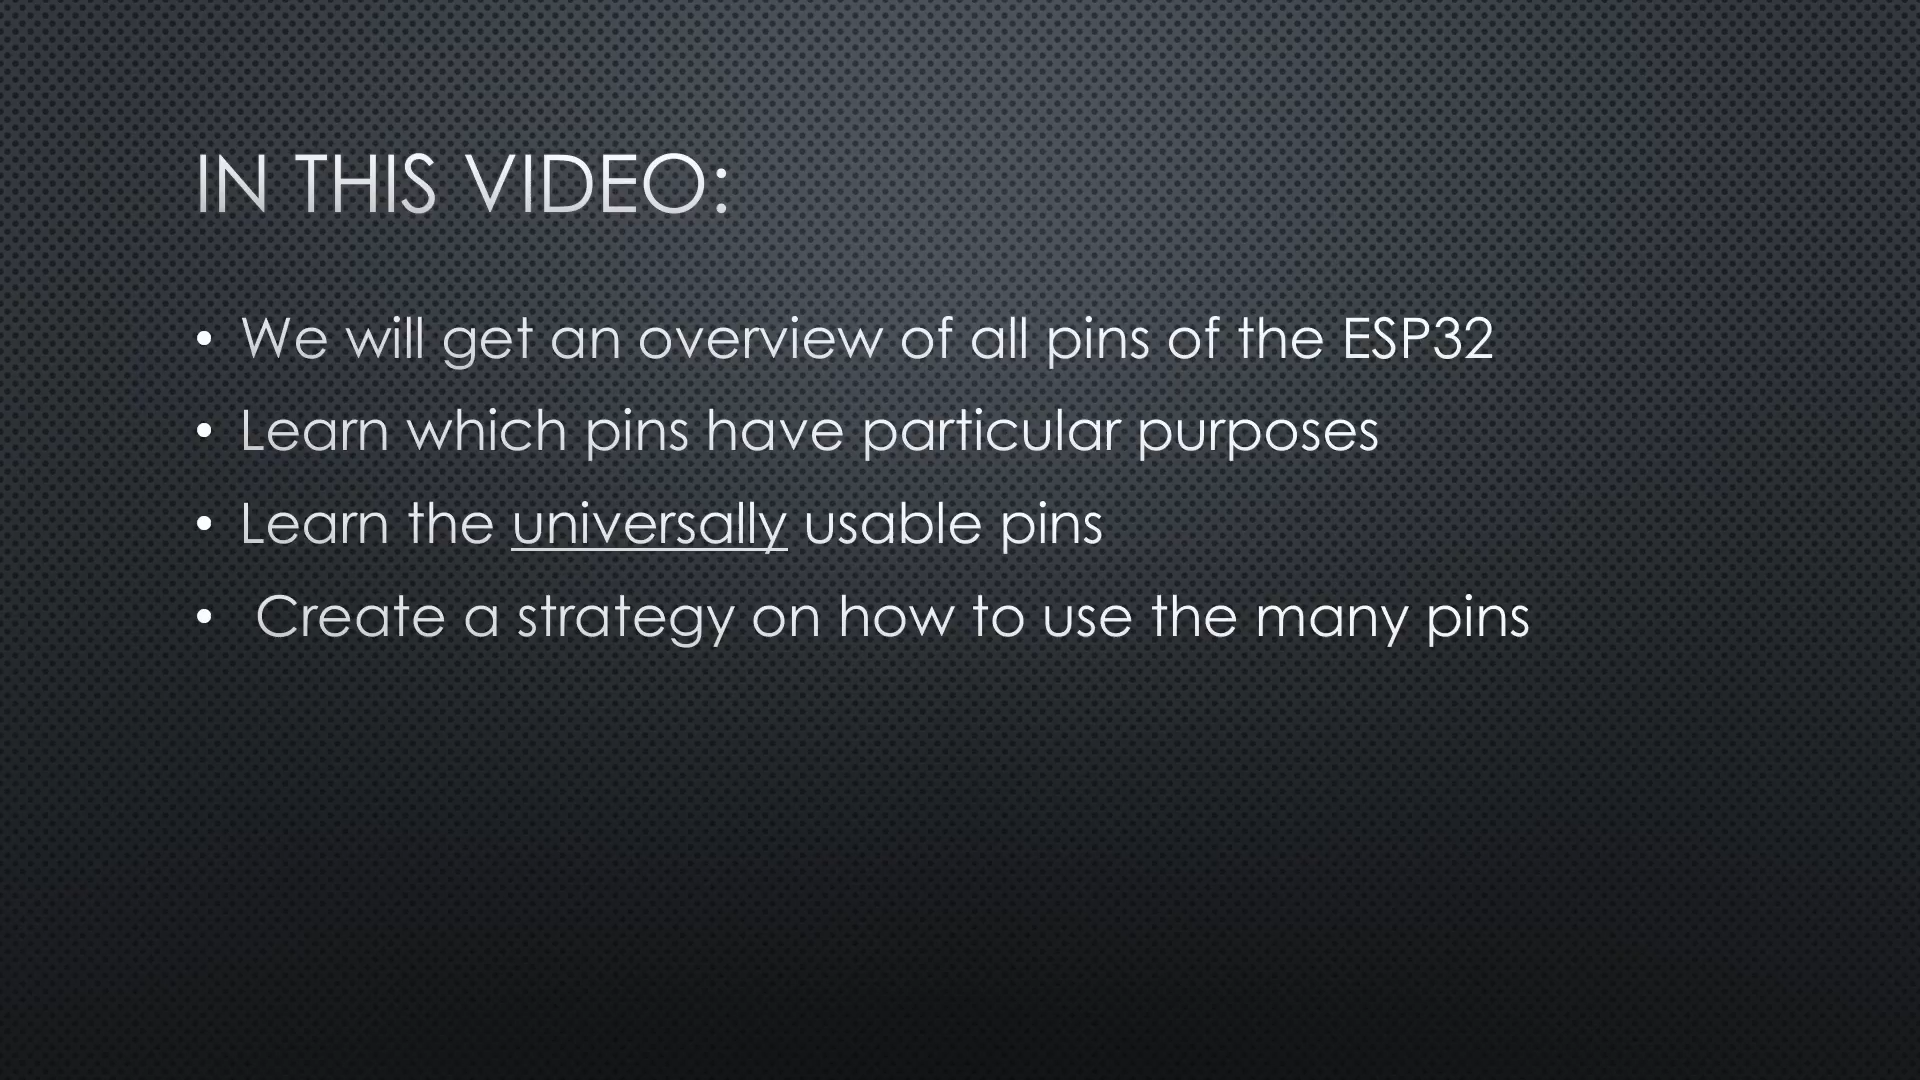 IN THIS VIDEO:
• We will get an overview of all pins of the ESP32
• Learn which pins have particular purposes
• Learn the universally usable pins
• Create a strategy on how to use the many pins